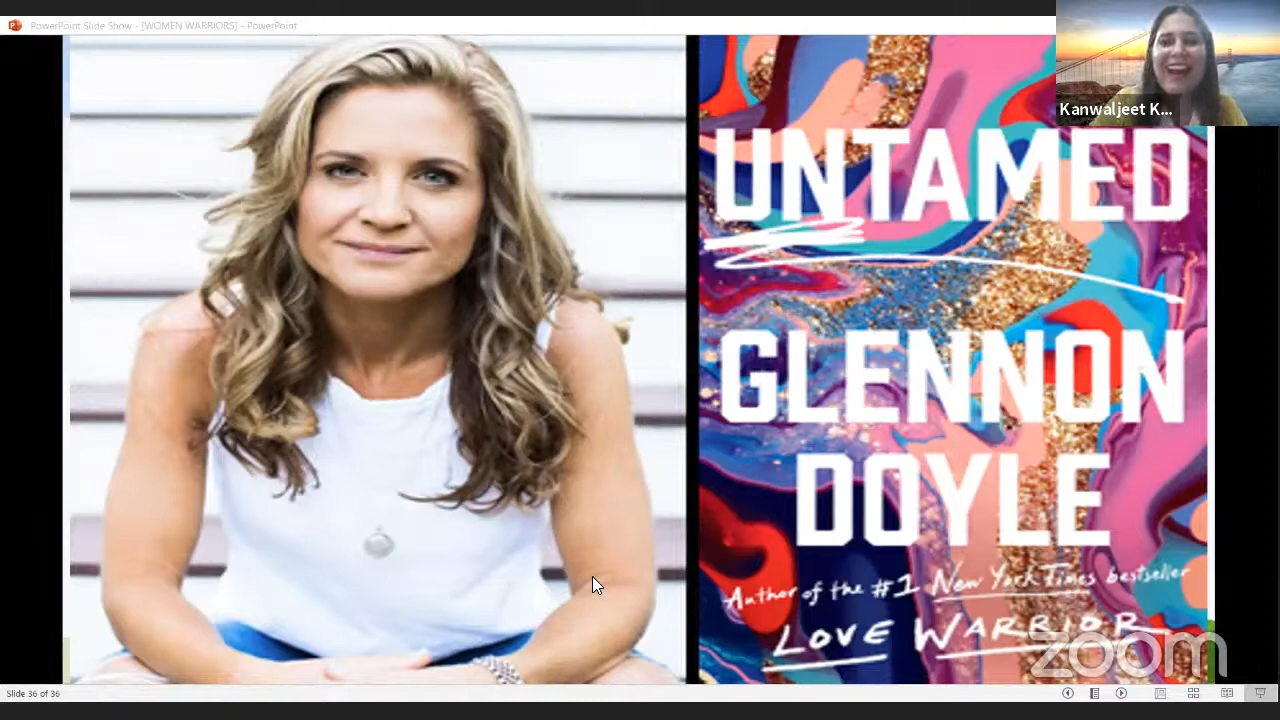 PowerPoint Slide Show - [WOMEN WARRIORS] - PowerPoint
Kanwaljeet K...
UNTAMED
GLENNON
DOYLE
Author of the #1 New York Times bestseller
LOVE WARRIOR
zoom
Slide 36 of 36